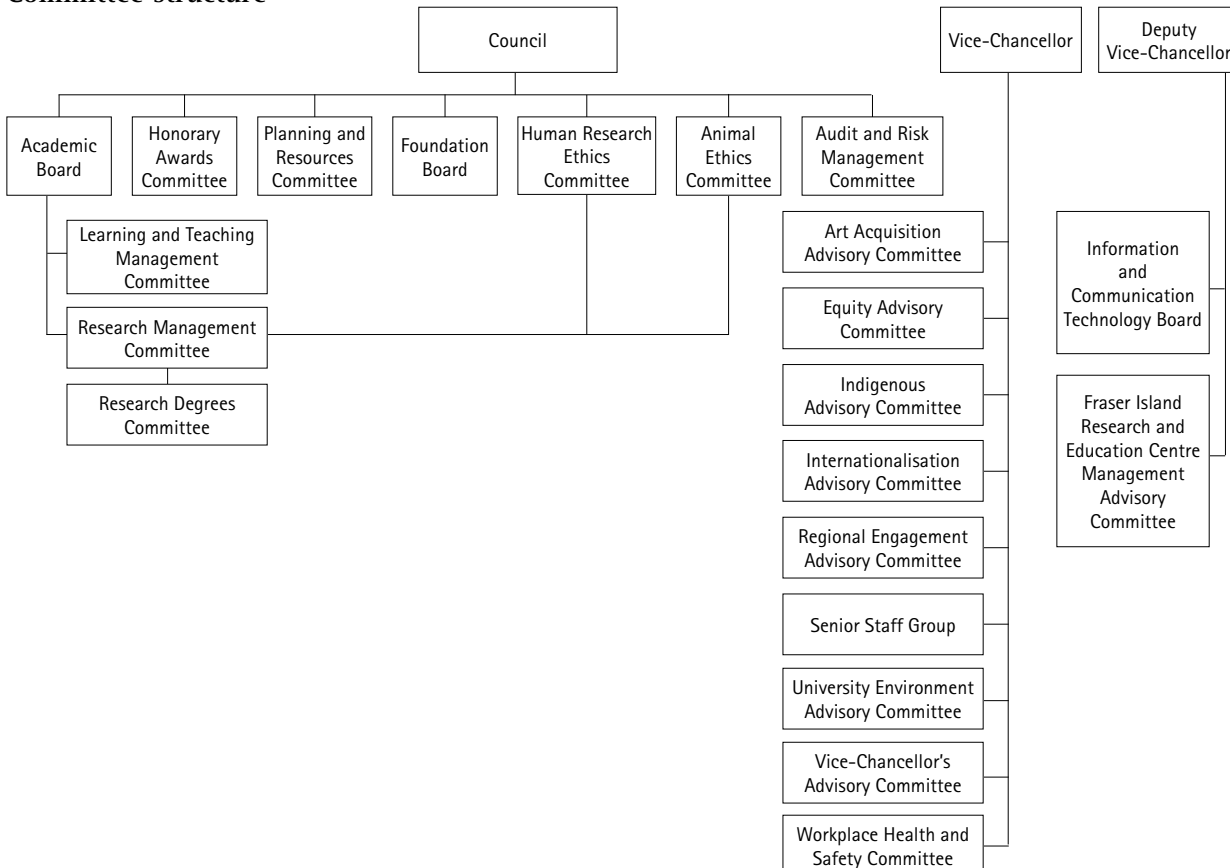 Committee structure
Council
Vice-Chancellor
Deputy
Vice-Chancellor
Academic
Board
Honorary
Awards
Committee
Planning and
Resources
Committee
Foundation
Board
Human Research
Ethics
Committee
Animal
Ethics
Committee
Audit and Risk
Management
Committee
Learning and Teaching
Management
Committee
Research Management
Committee
Research Degrees
Committee
Art Acquisition
Advisory Committee
Equity Advisory
Committee
Indigenous
Advisory Committee
Internationalisation
Advisory Committee
Regional Engagement
Advisory Committee
Senior Staff Group
University Environment
Advisory Committee
Vice-Chancellor's
Advisory Committee
Workplace Health and
Safety Committee
Information
and
Communication
Technology Board
Fraser Island
Research and
Education Centre
Management
Advisory
Committee